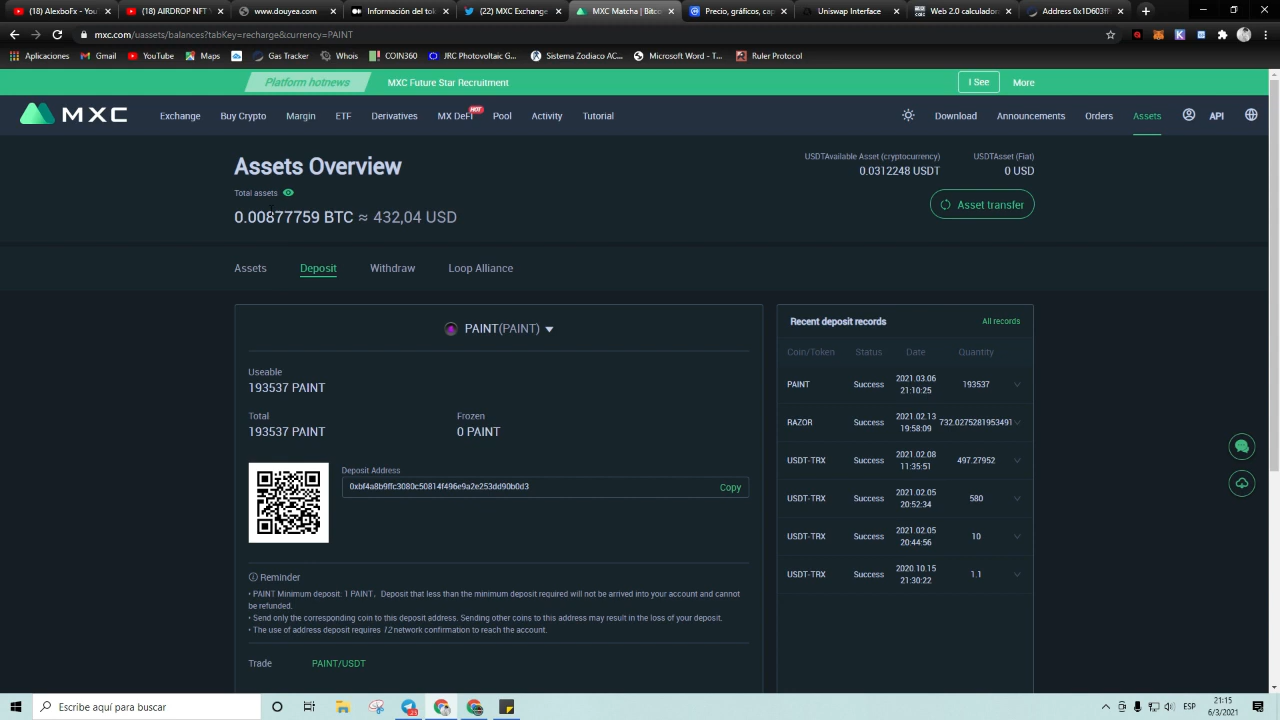 (18) AlexboFx - YouTu
(18) AIRDROP NFT
www.youtube.com
Información del tok
(22) MXC Exchange
MXC Matcha | Bitcoi
Precio, gráficos, cap
Uniswap Interface
Web 2.0 calculador
Address 0x1D603fF
mxc.com/uassets/balances?tabKey=recharge&currency=PAINT
Aplicaciones
Gmail
YouTube
Maps
Gas Tracker
Whois
COIN360
JRC Photovoltaic G...
Sistema Zodiaco AC...
Microsoft Word - T...
Ruler Protocol
Platform hotnews
MXC Future Star Recruitment
I See
More
MXC
Exchange
Buy Crypto
Margin
ETF
Derivatives
MX DeFi
HOT
Pool
Activity
Tutorial
Download
Announcements
Orders
Assets
API
Assets Overview
Total assets
0.00877759 BTC ≈ 432,04 USD
USDTAvailable Asset (cryptocurrency)
0.0312248 USDT
USDTAsset (Fiat)
0 USD
Asset transfer
Assets
Deposit
Withdraw
Loop Alliance
PAINT(PAINT)
Useable
193537 PAINT
Total
193537 PAINT
Frozen
0 PAINT
Deposit Address
0xbf4a8b9ffc3080c50814f496e9a2e253dd90b0d3
Copy
Reminder
• PAINT Minimum deposit: 1 PAINT，Deposit that less than the minimum deposit required will not be arrived into your account and cannot
be refunded.
• Send only the corresponding coin to this deposit address. Sending other coins to this address may result in the loss of your deposit.
• The use of address deposit requires 12 network confirmation to reach the account.
Trade
PAINT/USDT
Recent deposit records
All records
Coin/Token Status Date Quantity
PAINT Success 2021.03.06 21:10:25 193537
RAZOR Success 2021.02.13 19:58:09 732.0275281953491
USDT-TRX Success 2021.02.08 11:35:51 497.27952
USDT-TRX Success 2021.02.05 20:52:34 580
USDT-TRX Success 2021.02.05 20:44:56 10
USDT-TRX Success 2020.10.15 21:30:22 1.1
Escribe aquí para buscar
ESP
21:15
6/3/2021